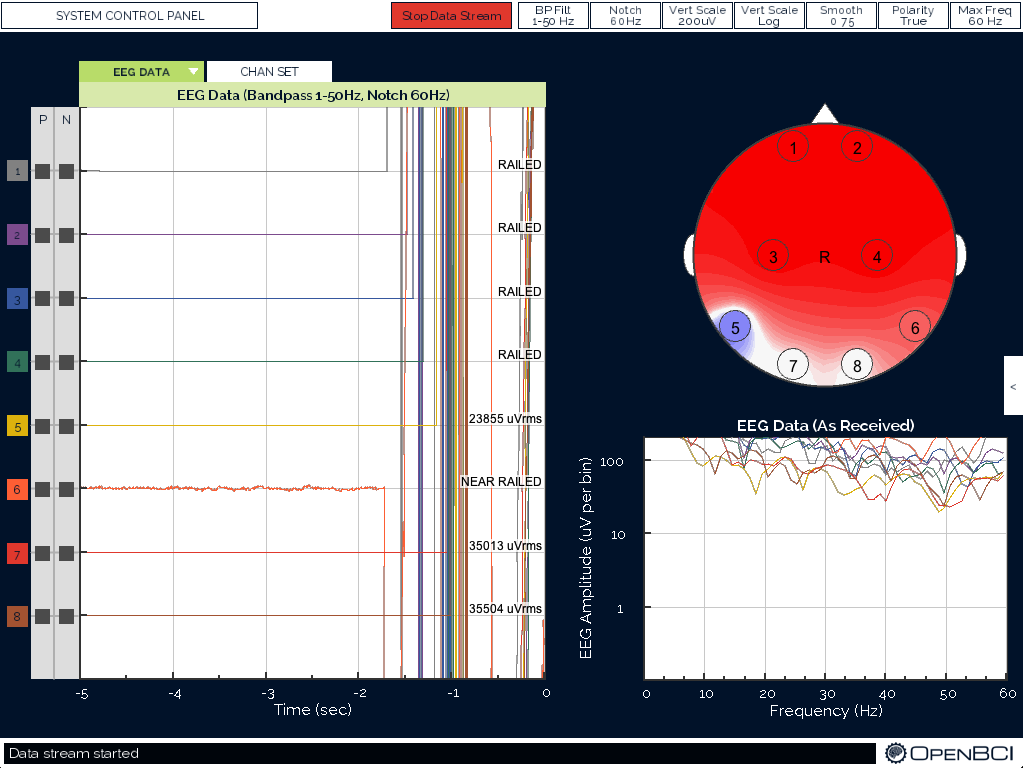 SYSTEM CONTROL PANEL
Stop Data Stream
BP Filt
1-50 Hz
Notch
60Hz
Vert Scale
200uV
Vert Scale
Log
Smooth
0 75
Polarity
True
Max Freq
60 Hz
EEG DATA
CHAN SET
EEG Data (Bandpass 1-50Hz, Notch 60Hz)
P N
1
RAILED
2
RAILED
3
RAILED
4
RAILED
5
23855 uVrms
6
NEAR RAILED
7
35013 uVrms
8
35504 uVrms
-5 -4 -3 -2 -1 0
Time (sec)
1 2
3 R 4
5 6
7 8
<
EEG Data (As Received)
EEG Amplitude (uV per bin)
100
10
1
0 10 20 30 40 50 60
Frequency (Hz)
Data stream started
OPENBCI